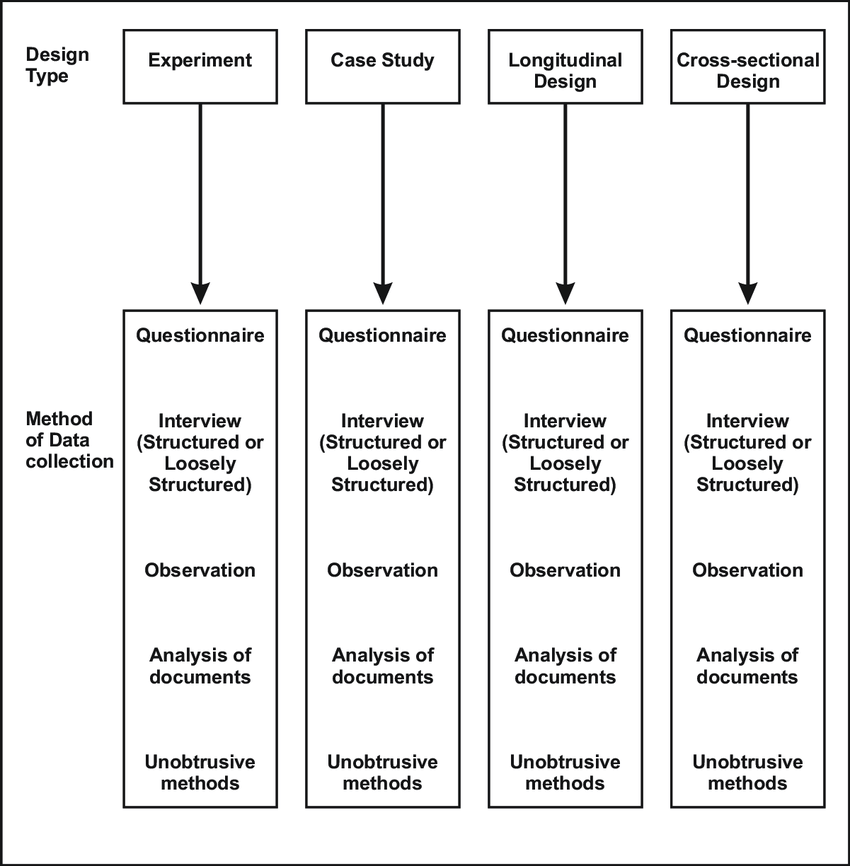 Design
Type
Experiment
Case Study
Longitudinal
Design
Cross-sectional
Design
Method
of Data
collection
Questionnaire
Interview
(Structured or
Loosely
Structured)
Observation
Analysis of
documents
Unobtrusive
methods
Questionnaire
Interview
(Structured or
Loosely
Structured)
Observation
Analysis of
documents
Unobtrusive
methods
Questionnaire
Interview
(Structured or
Loosely
Structured)
Observation
Analysis of
documents
Unobtrusive
methods
Questionnaire
Interview
(Structured or
Loosely
Structured)
Observation
Analysis of
documents
Unobtrusive
methods